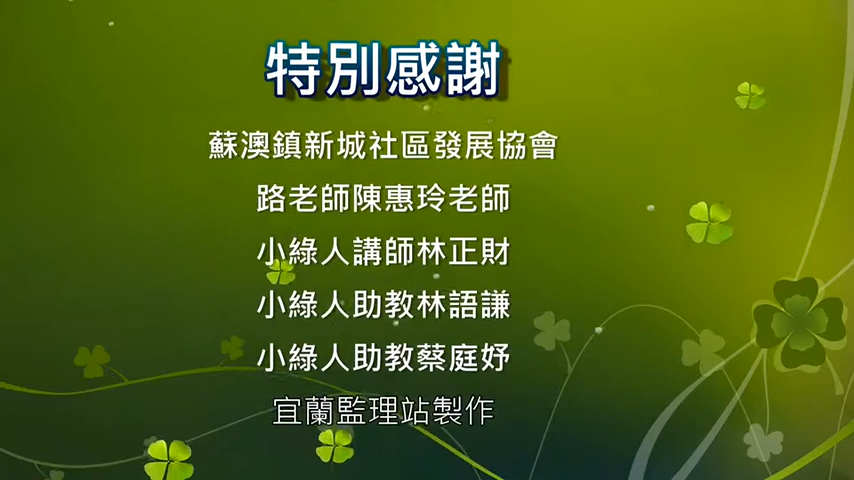 特別感謝
蘇澳鎮新城社區發展協會
路老師陳惠玲老師
小綠人講師林正財
小綠人助教林語謙
小綠人助教蔡庭妤
宜蘭監理站製作